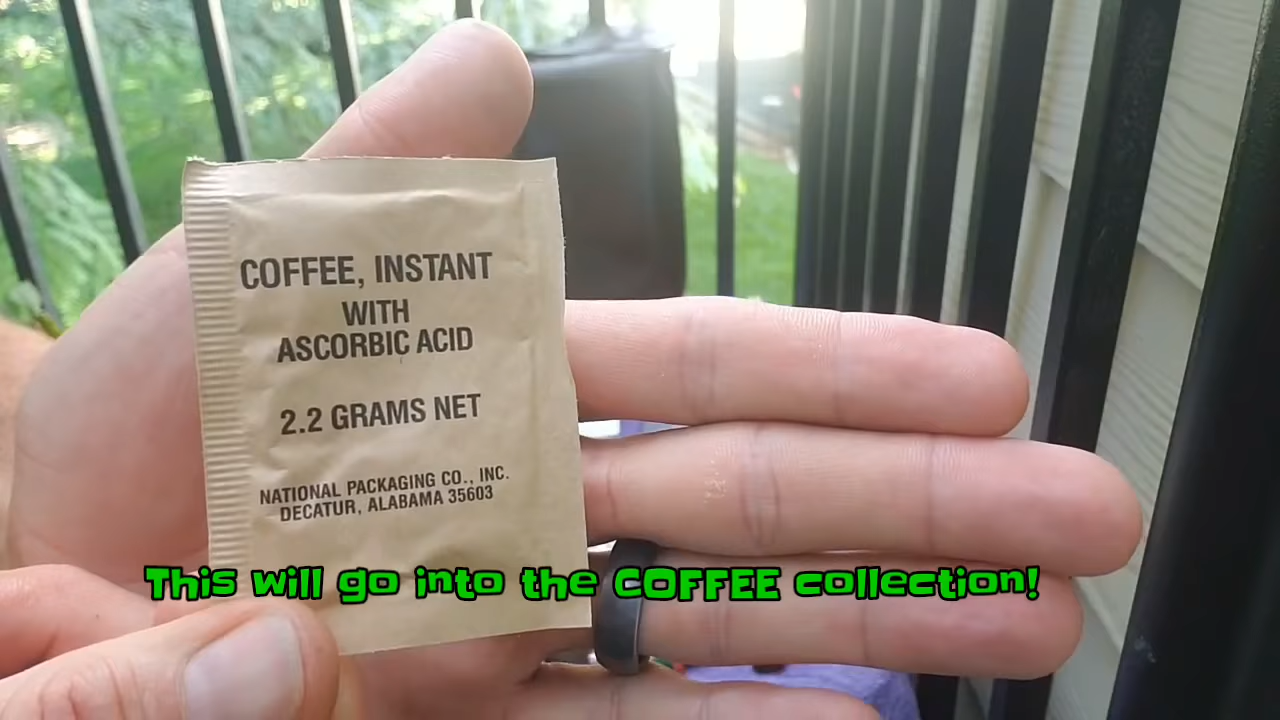 COFFEE, INSTANT
WITH
ASCORBIC ACID
2.2 GRAMS NET
NATIONAL PACKAGING CO., INC.
DECATUR, ALABAMA 35603
This will go into the COFFEE collection!